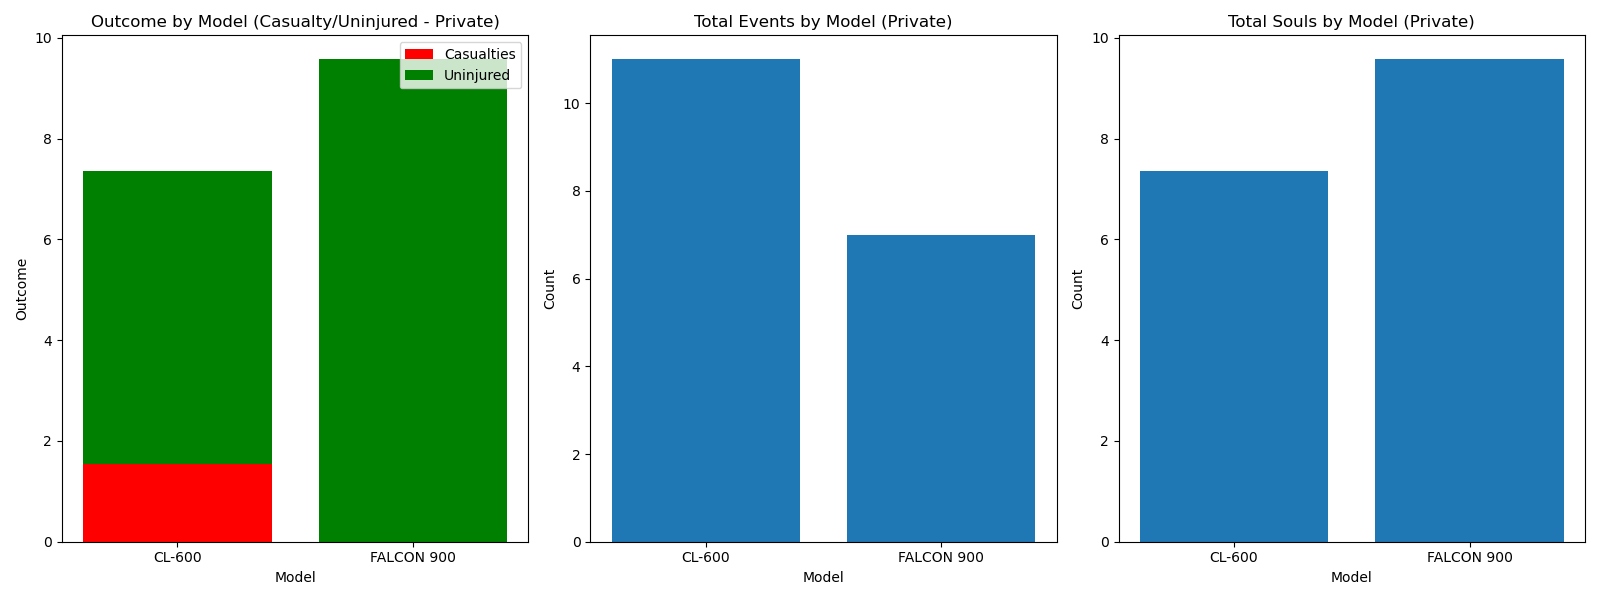 Outcome by Model (Casualty/Uninjured - Private)
Casualties
Uninjured
10
8
6
4
2
0
Outcome
CL-600
FALCON 900
Model
Total Events by Model (Private)
10
8
6
4
2
0
Count
CL-600
FALCON 900
Model
Total Souls by Model (Private)
10
8
6
4
2
0
Count
CL-600
FALCON 900
Model